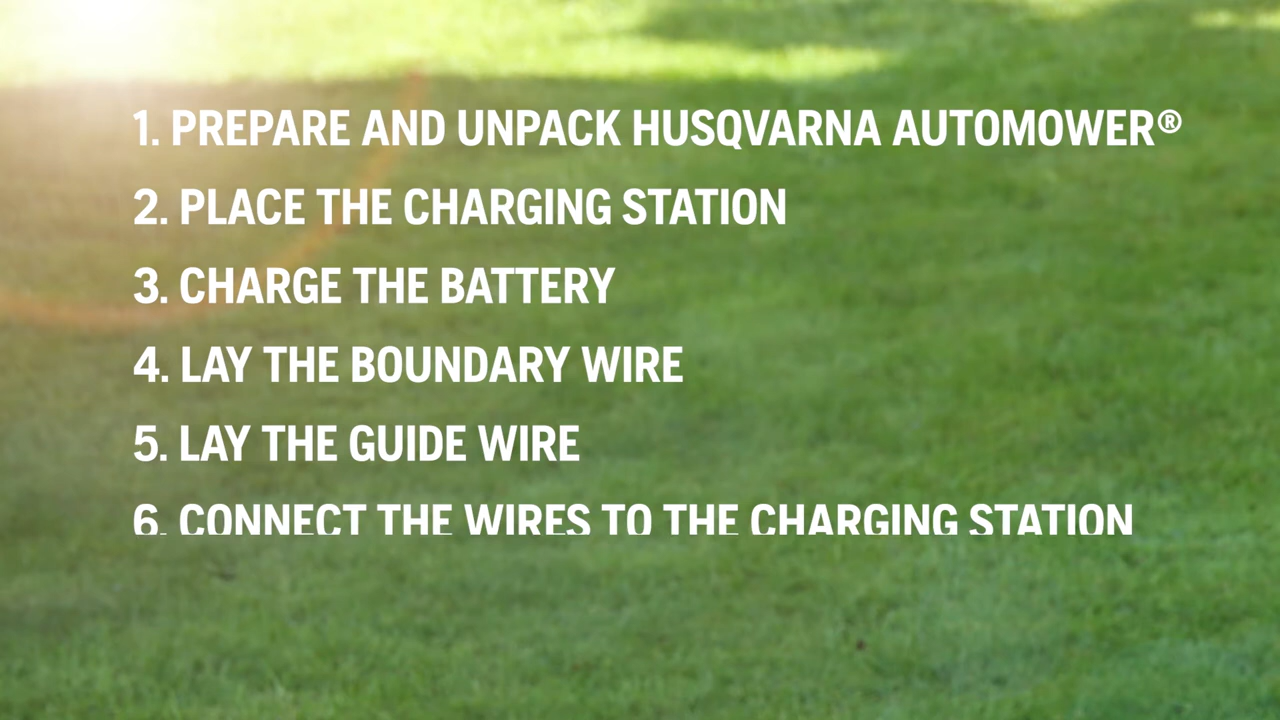 1. PREPARE AND UNPACK HUSQVARNA AUTOMOWER®
2. PLACE THE CHARGING STATION
3. CHARGE THE BATTERY
4. LAY THE BOUNDARY WIRE
5. LAY THE GUIDE WIRE
6. CONNECT THE WIRES TO THE CHARGING STATION